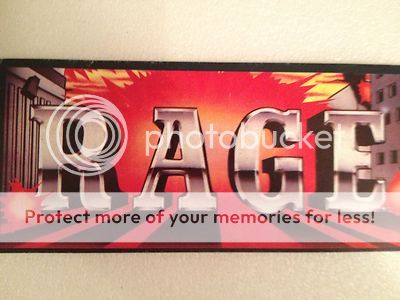 RAGE
photobucket
Protect more of your memories for less!